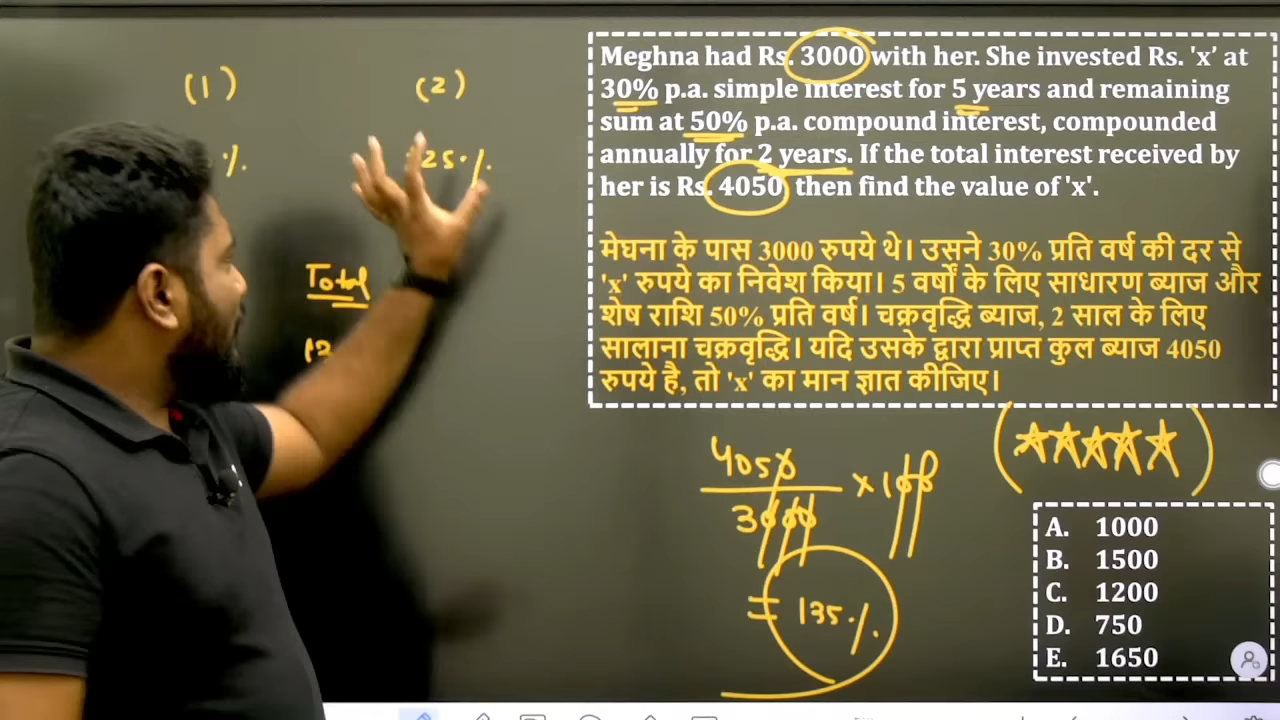 (1) (2)
%. 25.%.
Total
Meghna had Rs. 3000 with her. She invested Rs. 'x' at
30% p.a. simple interest for 5 years and remaining
sum at 50% p.a. compound interest, compounded
annually for 2 years. If the total interest received by
her is Rs. 4050 then find the value of 'x'.
मेघना के पास 3000 रुपये थे। उसने 30% प्रति वर्ष की दर से
'x' रुपये का निवेश किया। 5 वर्षों के लिए साधारण ब्याज और
शेष राशि 50% प्रति वर्ष। चक्रवृद्धि ब्याज, 2 साल के लिए
सालाना चक्रवृद्धि। यदि उसके द्वारा प्राप्त कुल ब्याज 4050
रुपये है, तो 'x' का मान ज्ञात कीजिए।
4050
3000
×100
= 135.%.
A. 1000
B. 1500
C. 1200
D. 750
E. 1650